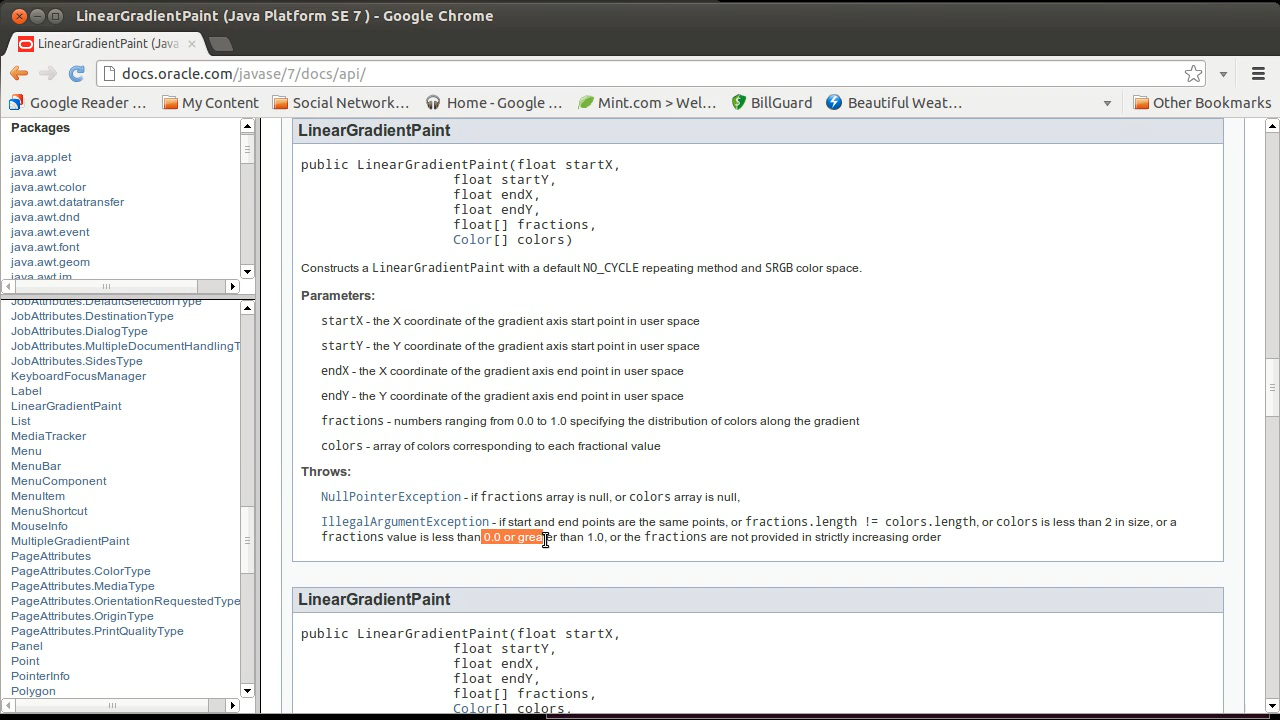 LinearGradientPaint (Java Platform SE 7 ) - Google Chrome
LinearGradientPaint (Java
docs.oracle.com/javase/7/docs/api/
Google Reader ... My Content Social Network... Home - Google ... Mint.com > Wel... BillGuard Beautiful Weat... Other Bookmarks
Packages
java.applet
java.awt
java.awt.color
java.awt.datatransfer
java.awt.dnd
java.awt.event
java.awt.font
java.awt.geom
java.awt.im
JobAttributes.DefaultSelectionType
JobAttributes.DestinationType
JobAttributes.DialogType
JobAttributes.MultipleDocumentHandlingT
JobAttributes.SidesType
KeyboardFocusManager
Label
LinearGradientPaint
List
MediaTracker
Menu
MenuBar
MenuComponent
MenuItem
MenuShortcut
MouseInfo
MultipleGradientPaint
PageAttributes
PageAttributes.ColorType
PageAttributes.MediaType
PageAttributes.OrientationRequestedType
PageAttributes.OriginType
PageAttributes.PrintQualityType
Panel
Point
PointerInfo
Polygon
LinearGradientPaint
public LinearGradientPaint(float startX,
float startY,
float endX,
float endY,
float[] fractions,
Color[] colors)
Constructs a LinearGradientPaint with a default NO_CYCLE repeating method and SRGB color space.
Parameters:
startX - the X coordinate of the gradient axis start point in user space
startY - the Y coordinate of the gradient axis start point in user space
endX - the X coordinate of the gradient axis end point in user space
endY - the Y coordinate of the gradient axis end point in user space
fractions - numbers ranging from 0.0 to 1.0 specifying the distribution of colors along the gradient
colors - array of colors corresponding to each fractional value
Throws:
NullPointerException - if fractions array is null, or colors array is null,
IllegalArgumentException - if start and end points are the same points, or fractions.length != colors.length, or colors is less than 2 in size, or a
fractions value is less than 0.0 or greater than 1.0, or the fractions are not provided in strictly increasing order
LinearGradientPaint
public LinearGradientPaint(float startX,
float startY,
float endX,
float endY,
float[] fractions,
Color[] colors,